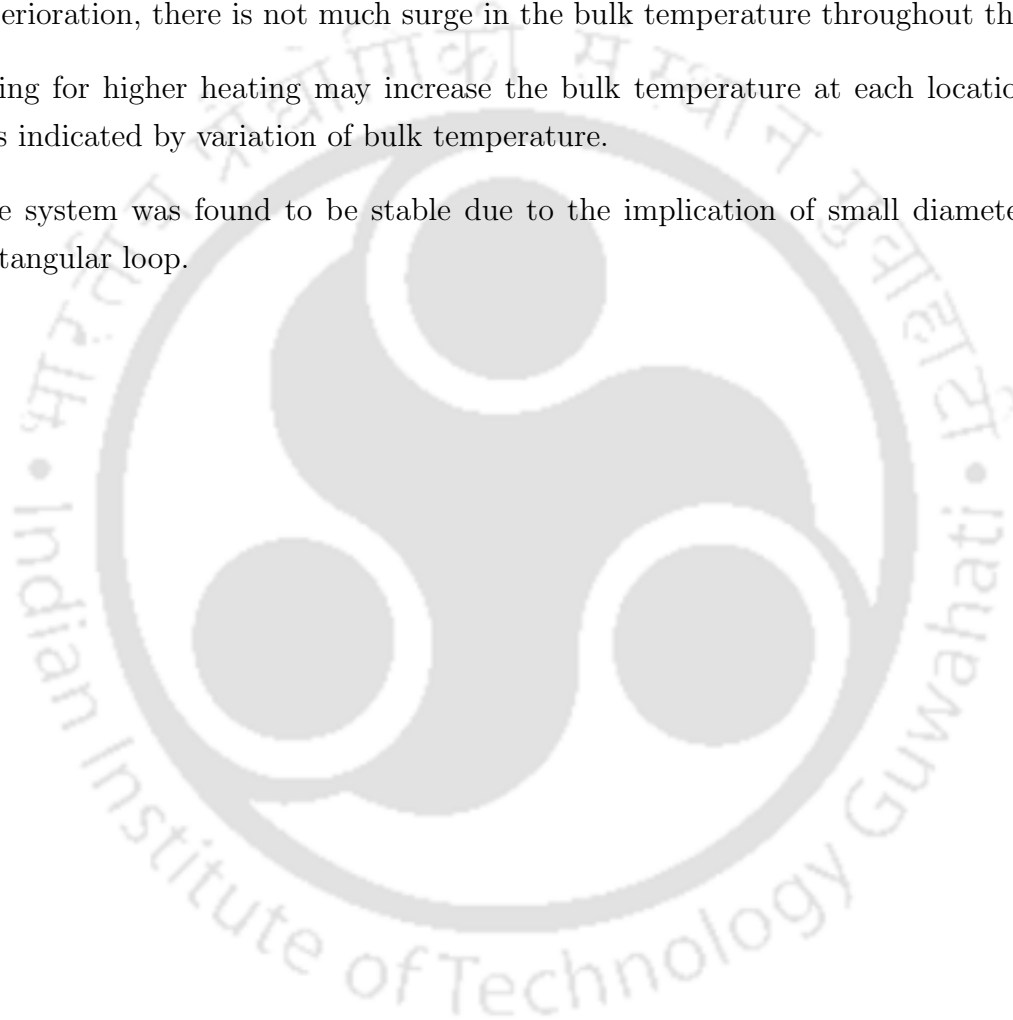 erioration, there is not much surge in the bulk temperature throughout th
ing for higher heating may increase the bulk temperature at each locatio
s indicated by variation of bulk temperature.
e system was found to be stable due to the implication of small diamete
tangular loop.
भारतीय प्रौद्योगिकी संस्थान गुवाहाटी
Indian Institute of Technology Guwahati